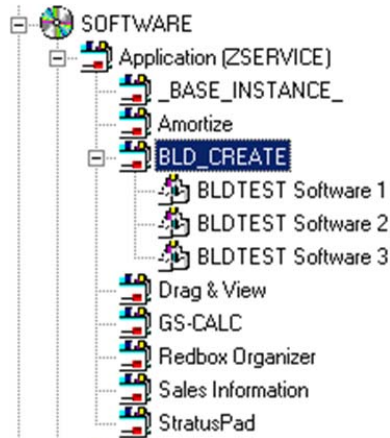 SOFTWARE
Application (ZSERVICE)
_BASE_INSTANCE_
Amortize
BLD_CREATE
BLDTEST Software 1
BLDTEST Software 2
BLDTEST Software 3
Drag & View
GS-CALC
Redbox Organizer
Sales Information
StratusPad